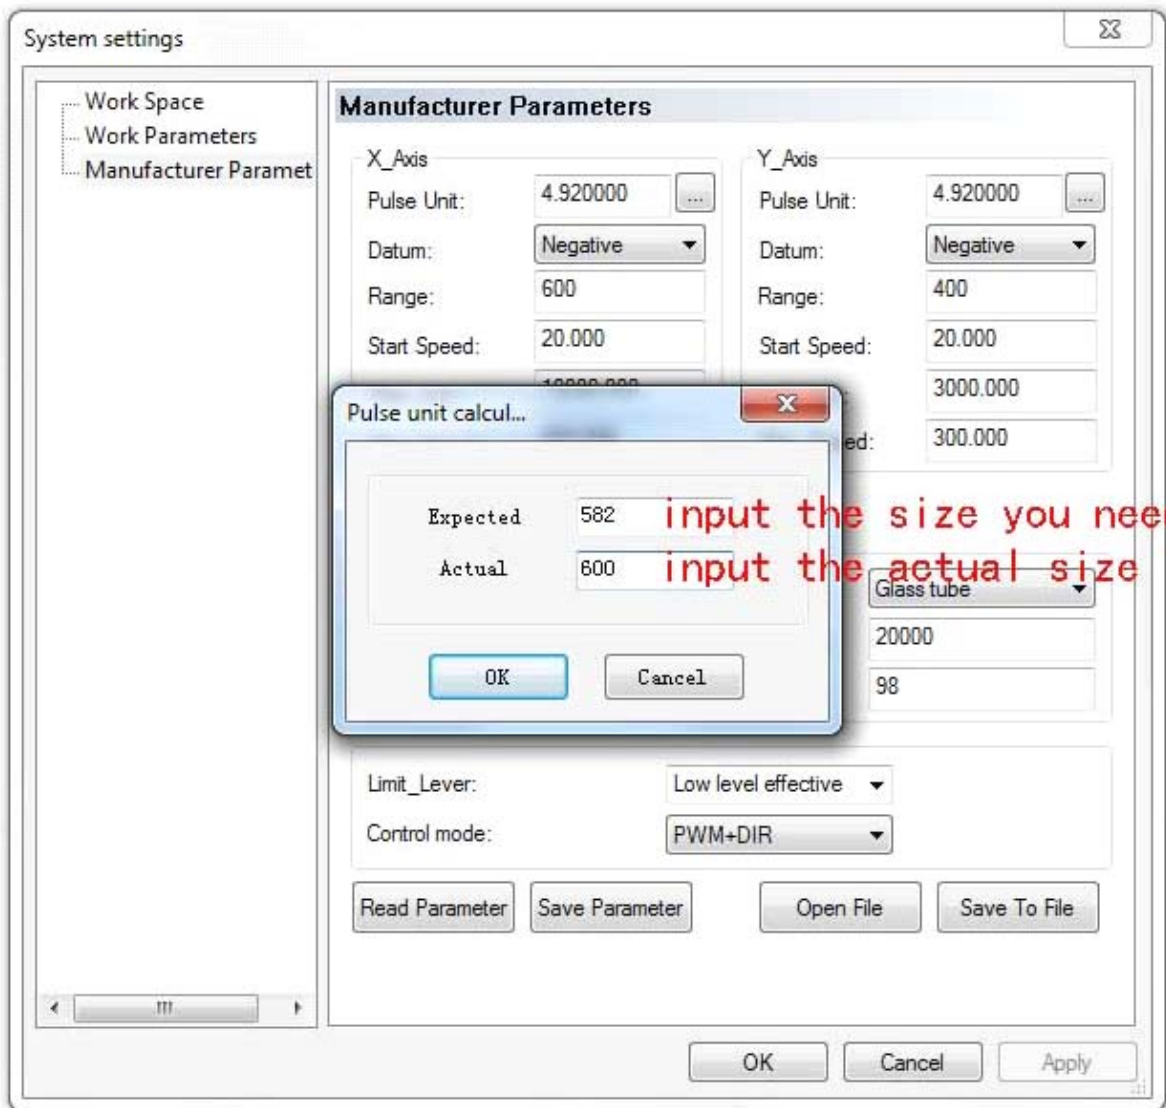 System settings
Work Space
Work Parameters
Manufacturer Paramet
Manufacturer Parameters
X_Axis
Pulse Unit: 4.920000 ...
Datum: Negative
Range: 600
Start Speed: 20.000
Y_Axis
Pulse Unit: 4.920000 ...
Datum: Negative
Range: 400
Start Speed: 20.000
3000.000
ed: 300.000
Pulse unit calcul...
Expected 582 input the size you nee
Actual 600 input the actual size
OK Cancel
Glass tube
20000
98
Limit_Lever: Low level effective
Control mode: PWM+DIR
Read Parameter Save Parameter Open File Save To File
OK Cancel Apply